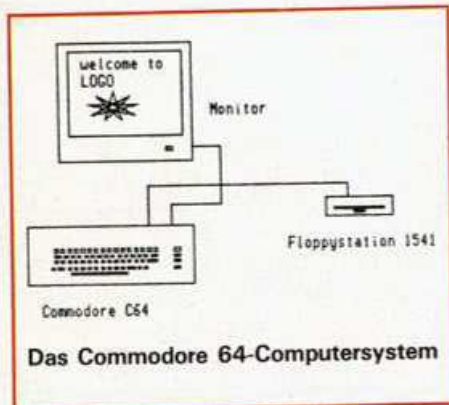 welcome to
LOGO
Monitor
Floppystation 1541
Commodore C64
Das Commodore 64-Computersystem